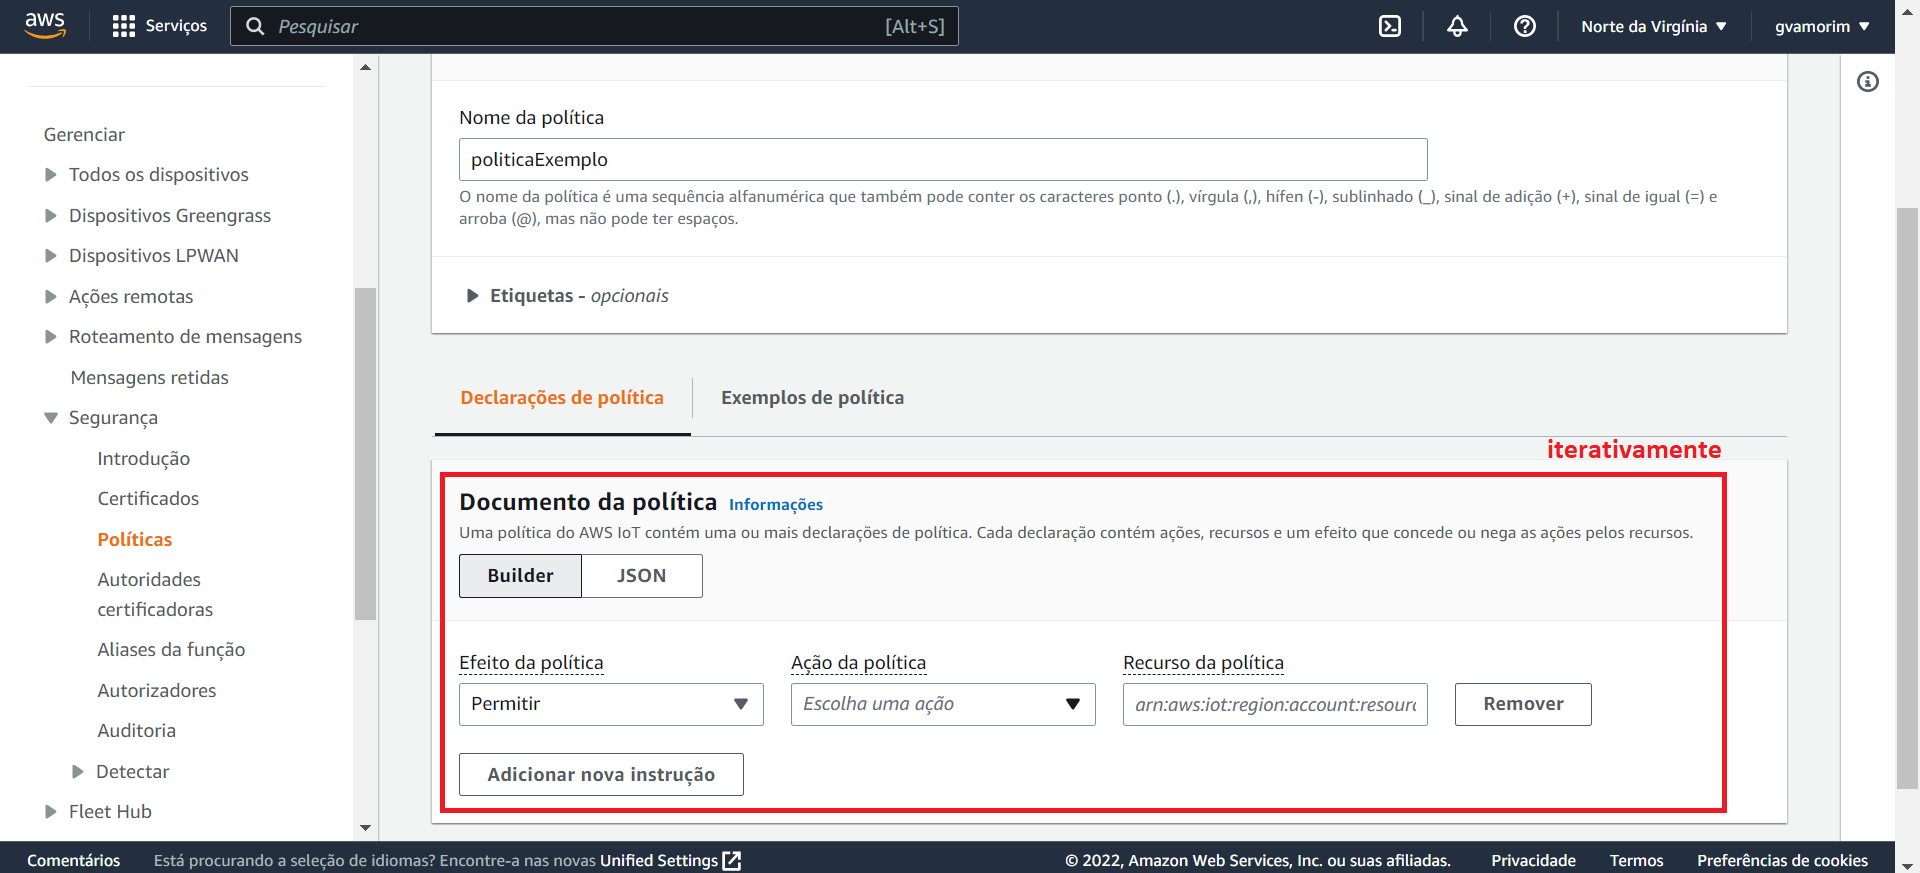 aws
Serviços
Pesquisar
[Alt+S]
Norte da Virgínia
gvamorim
Gerenciar
Todos os dispositivos
Dispositivos Greengrass
Dispositivos LPWAN
Ações remotas
Roteamento de mensagens
Mensagens retidas
Segurança
Introdução
Certificados
Políticas
Autoridades
certificadoras
Aliases da função
Autorizadores
Auditoria
Detectar
Fleet Hub
Nome da política
politicaExemplo
O nome da política é uma sequência alfanumérica que também pode conter os caracteres ponto (.), vírgula (,), hífen (-), sublinhado (_), sinal de adição (+), sinal de igual (=) e
arroba (@), mas não pode ter espaços.
Etiquetas - opcionais
Declarações de política
Exemplos de política
iterativamente
Documento da política Informações
Uma política do AWS IoT contém uma ou mais declarações de política. Cada declaração contém ações, recursos e um efeito que concede ou nega as ações pelos recursos.
Builder
JSON
Efeito da política
Ação da política
Recurso da política
Permitir
Escolha uma ação
arn:aws:iot:region:account:resourc
Remover
Adicionar nova instrução
Comentários
Está procurando a seleção de idiomas? Encontre-a nas novas Unified Settings
© 2022, Amazon Web Services, Inc. ou suas afiliadas.
Privacidade
Termos
Preferências de cookies